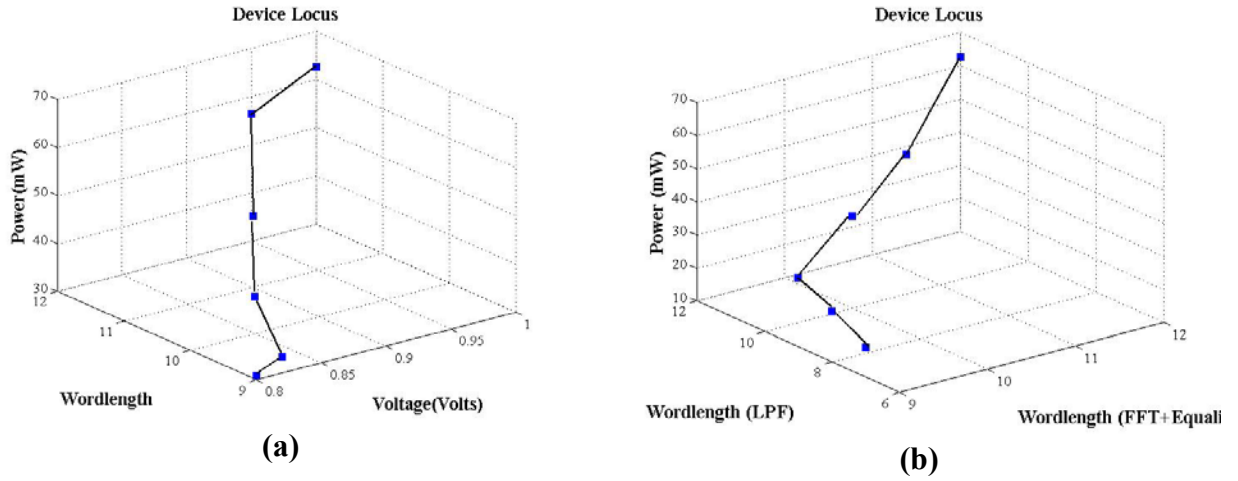 Device Locus
70
60
50
40
30
12
11
10
9
0.8
0.85
0.9
0.95
1
Power(mW)
Wordlength
Voltage(Volts)
(a)
Device Locus
70
60
50
40
30
20
10
12
10
8
6
9
10
11
12
Power (mW)
Wordlength (LPF)
Wordlength (FFT+Equali
(b)